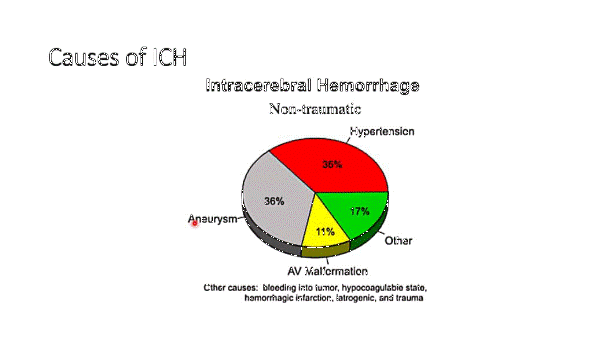 Causes of ICH
Intracerebral Hemorrhage
Non-traumatic
Hypertension
36%
36%
17%
Aneurysm
11%
Other
AV Malformation
Other causes: bleeding into tumor, hypocoagulable state,
hemorrhagic infarction, iatrogenic, and trauma